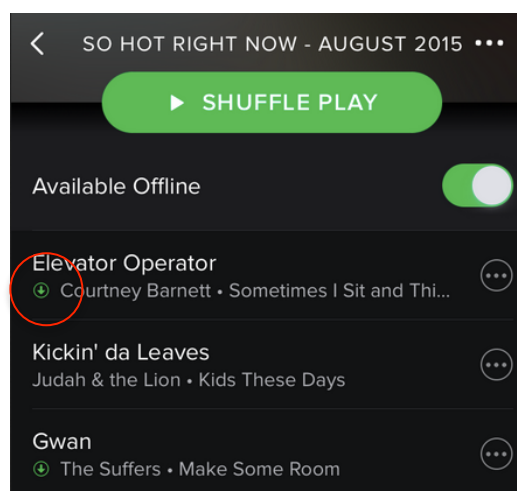 SO HOT RIGHT NOW - AUGUST 2015
SHUFFLE PLAY
Available Offline
Elevator Operator
Courtney Barnett • Sometimes I Sit and Thi...
Kickin' da Leaves
Judah & the Lion • Kids These Days
Gwan
The Suffers • Make Some Room